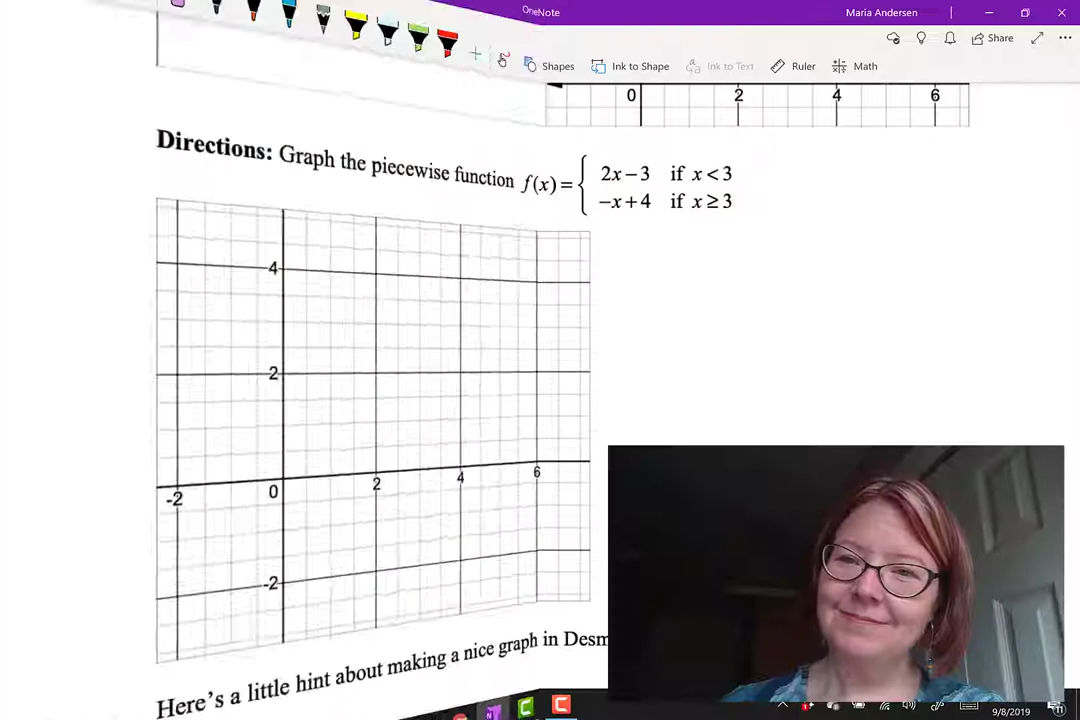 OneNote
Maria Andersen
Share
Shapes
Ink to Shape
Ink to Text
Ruler
Math
0 2 4 6
Directions: Graph the piecewise function f(x) = { 2x − 3 if x < 3
−x + 4 if x ≥ 3
4
2
-2 0 2 4 6
-2
Here's a little hint about making a nice graph in Desm
9/8/2019